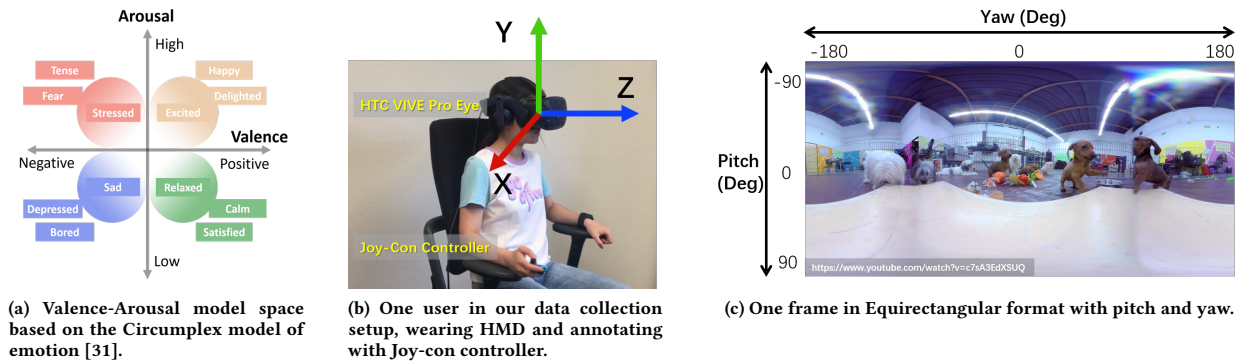 Arousal
High
Tense
Happy
Fear
Delighted
Stressed
Excited
Valence
Negative
Positive
Sad
Relaxed
Depressed
Calm
Bored
Satisfied
Low
(a) Valence-Arousal model space
based on the Circumplex model of
emotion [31].
Y
HTC VIVE Pro Eye
Z
X
Joy-Con Controller
(b) One user in our data collection
setup, wearing HMD and annotating
with Joy-con controller.
Yaw (Deg)
-180 0 180
-90
Pitch
(Deg)
0
90
https://www.youtube.com/watch?v=c7sA3EdXSUQ
(c) One frame in Equirectangular format with pitch and yaw.